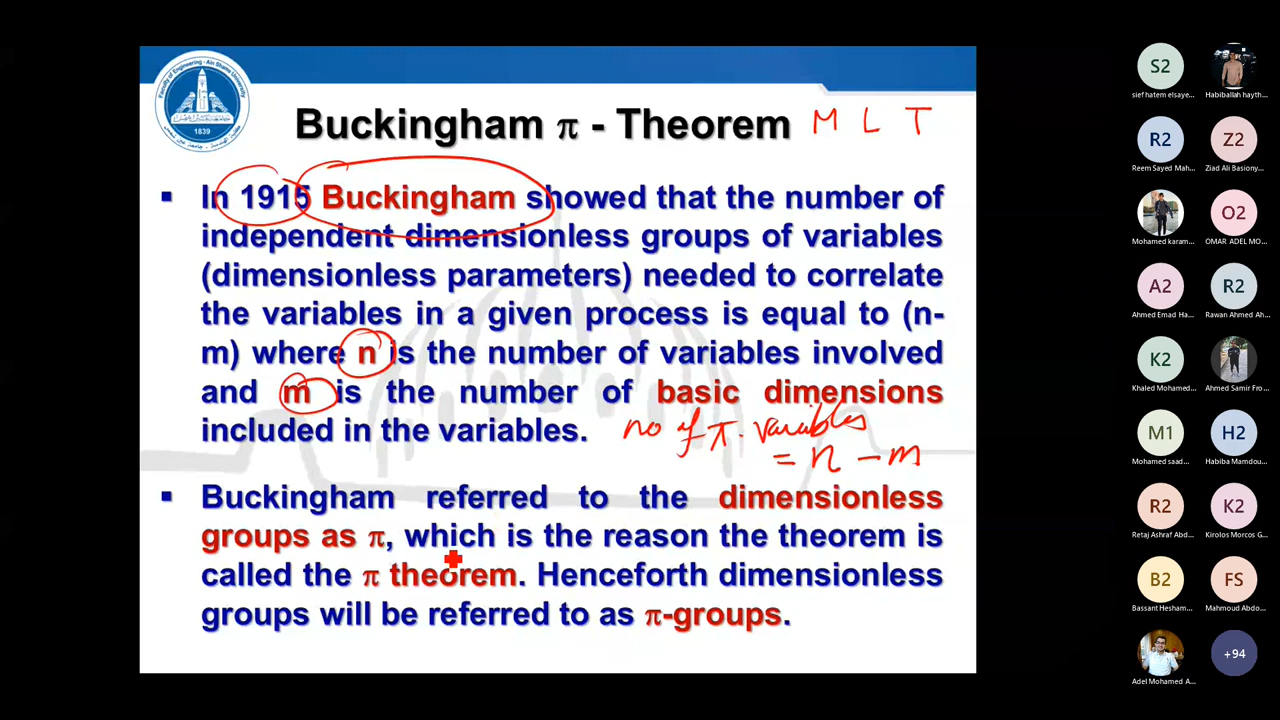 Faculty of Engineering - Ain Shams University
1839
Buckingham π - Theorem M L T
▪ In 1915 Buckingham showed that the number of
independent dimensionless groups of variables
(dimensionless parameters) needed to correlate
the variables in a given process is equal to (n-
m) where n is the number of variables involved
and m is the number of basic dimensions
included in the variables.
no of π. variables
= n - m
▪ Buckingham referred to the dimensionless
groups as π, which is the reason the theorem is
called the π theorem. Henceforth dimensionless
groups will be referred to as π-groups.
S2
sief hatem elsaye...
Habiballah hayth...
R2
Reem Sayed Mah...
Z2
Ziad Ali Basiony...
Mohamed karam...
O2
OMAR ADEL MO...
A2
Ahmed Emad Ha...
R2
Rawan Ahmed Ah...
K2
Khaled Mohamed...
Ahmed Samir Fro...
M1
Mohamed saad...
H2
Habiba Mamdou...
R2
Retaj Ashraf Abd...
K2
Kirolos Morcos G...
B2
Bassant Hesham...
FS
Mahmoud Abdo...
Adel Mohamed A...
+94